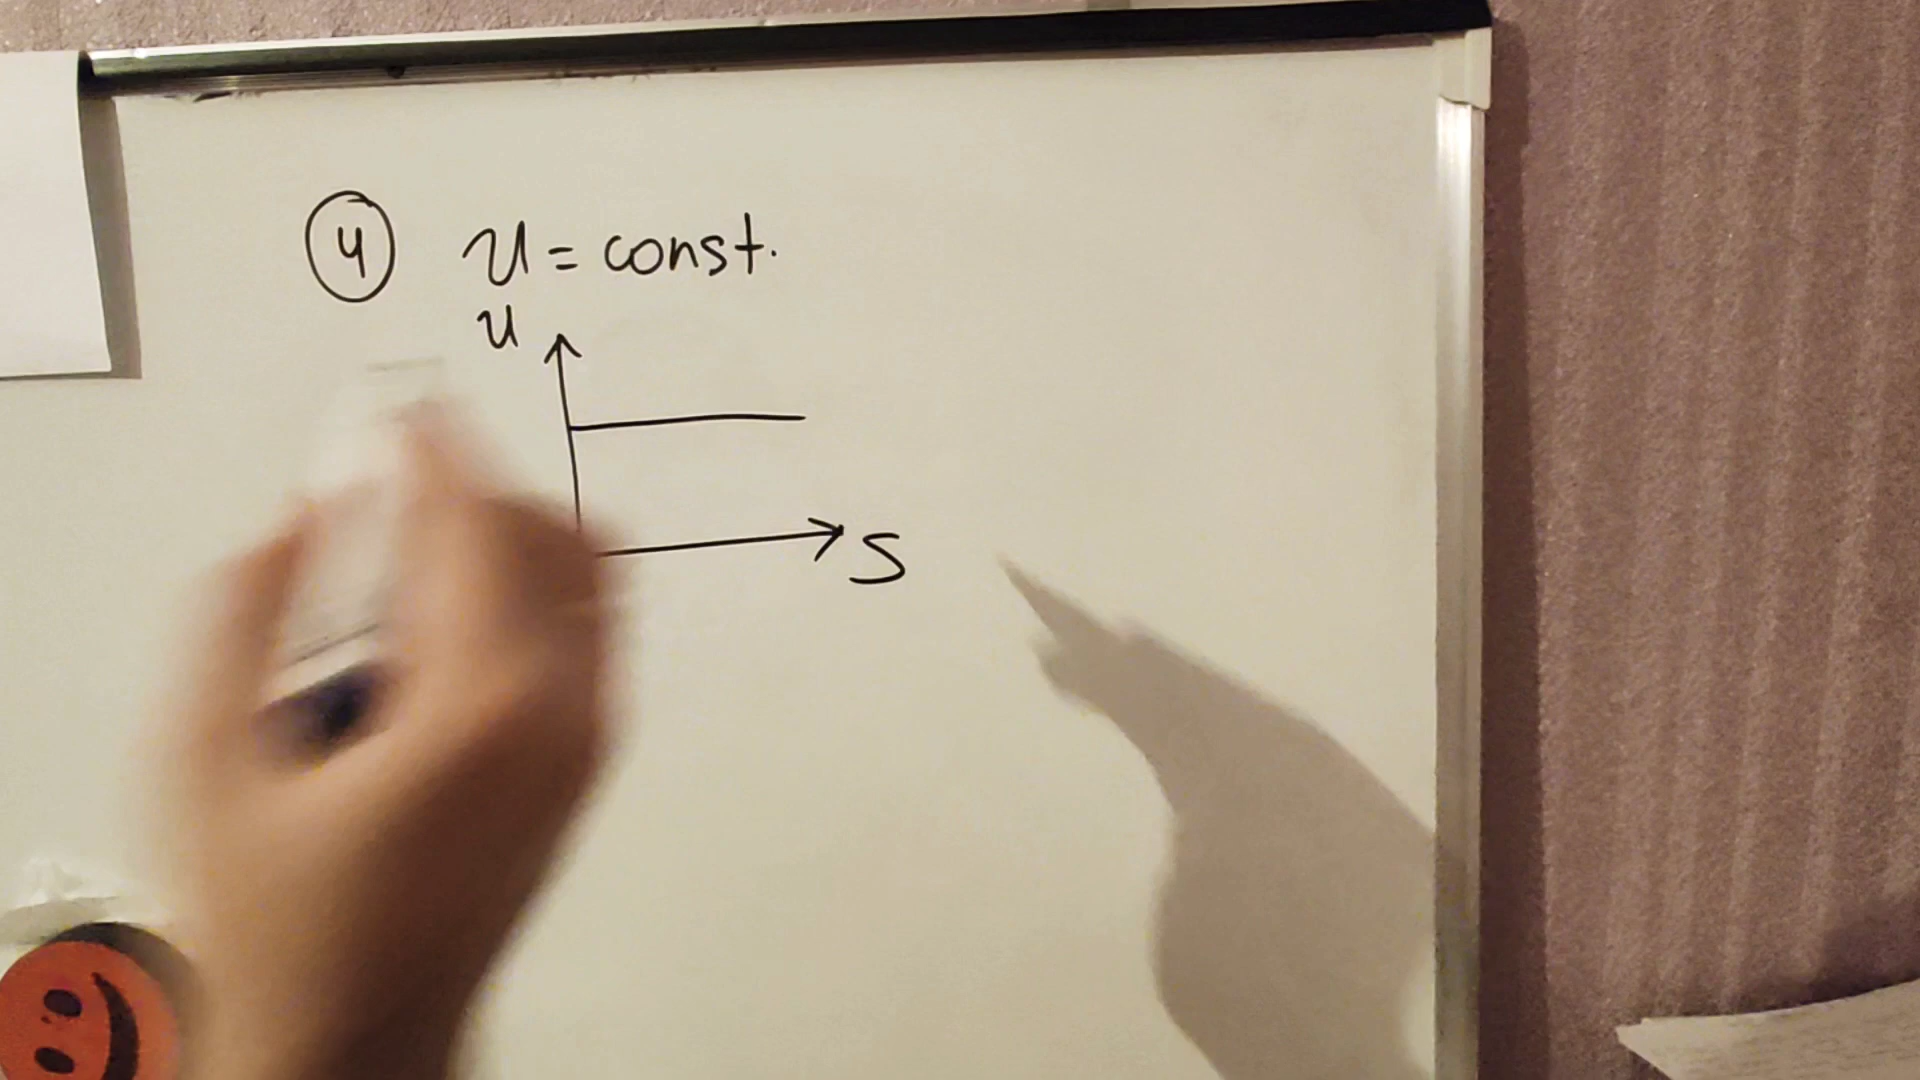 ④ U = const.
U
S